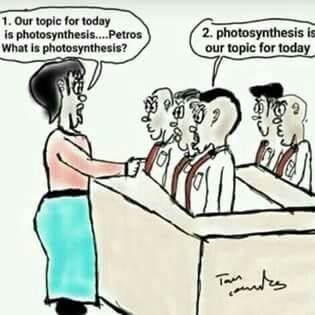 1. Our topic for today
is photosynthesis....Petros
What is photosynthesis?
2. photosynthesis is
our topic for today